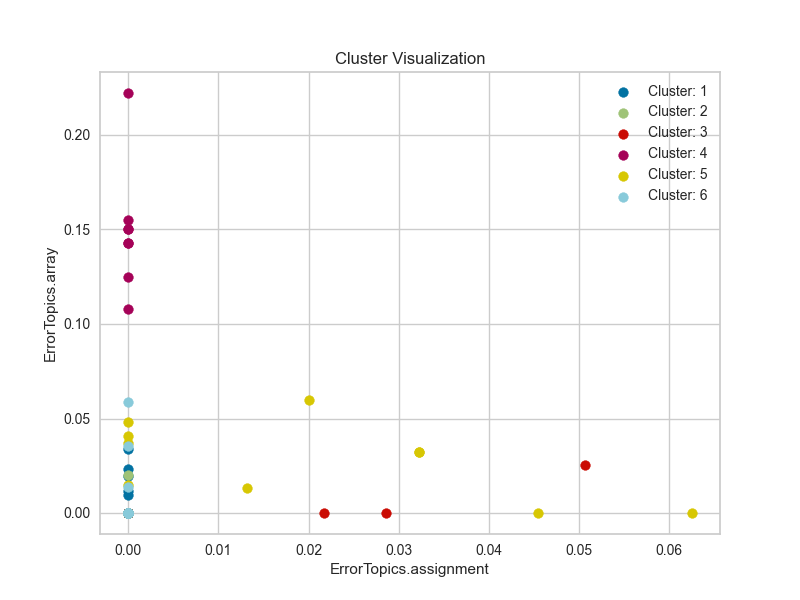 Cluster Visualization
Cluster: 1
Cluster: 2
Cluster: 3
Cluster: 4
Cluster: 5
Cluster: 6
ErrorTopics.array
0.20
0.15
0.10
0.05
0.00
0.00 0.01 0.02 0.03 0.04 0.05 0.06
ErrorTopics.assignment